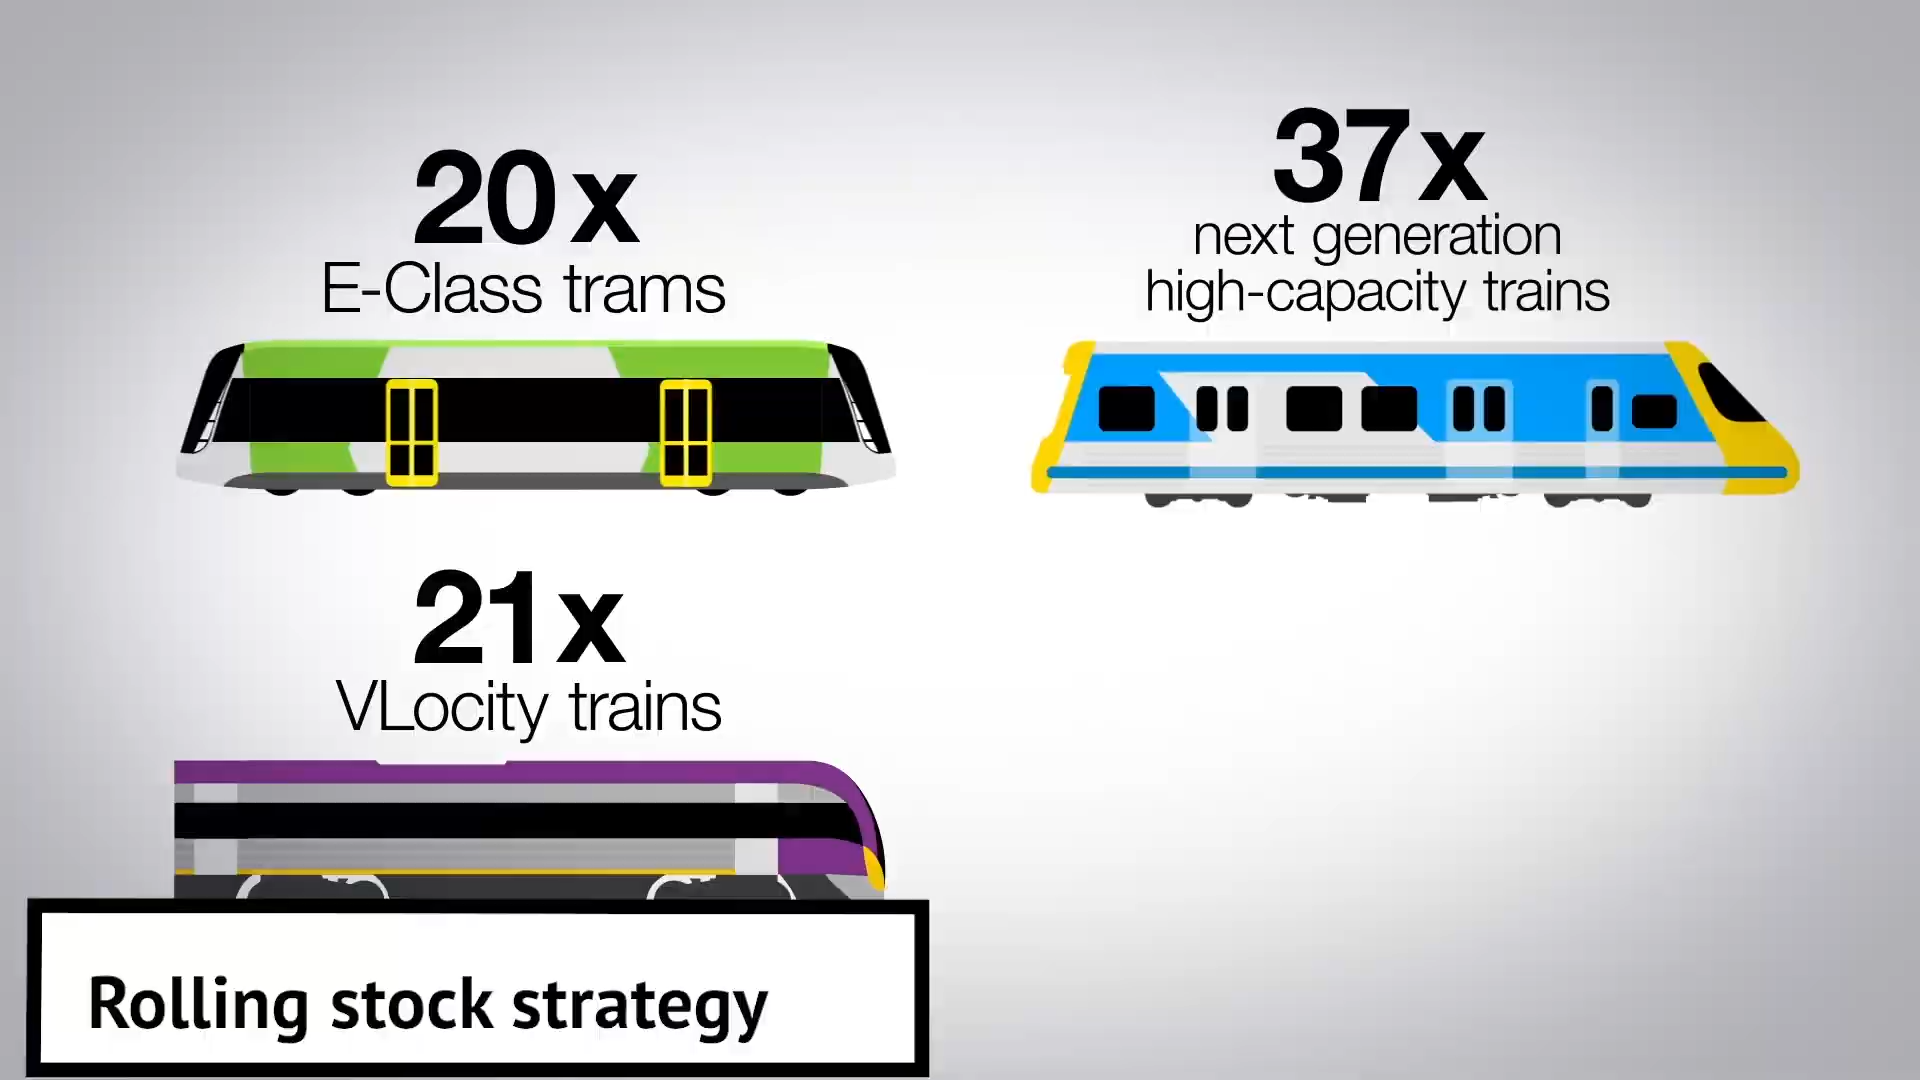 20x
E-Class trams
37x
next generation
high-capacity trains
21x
VLocity trains
Rolling stock strategy